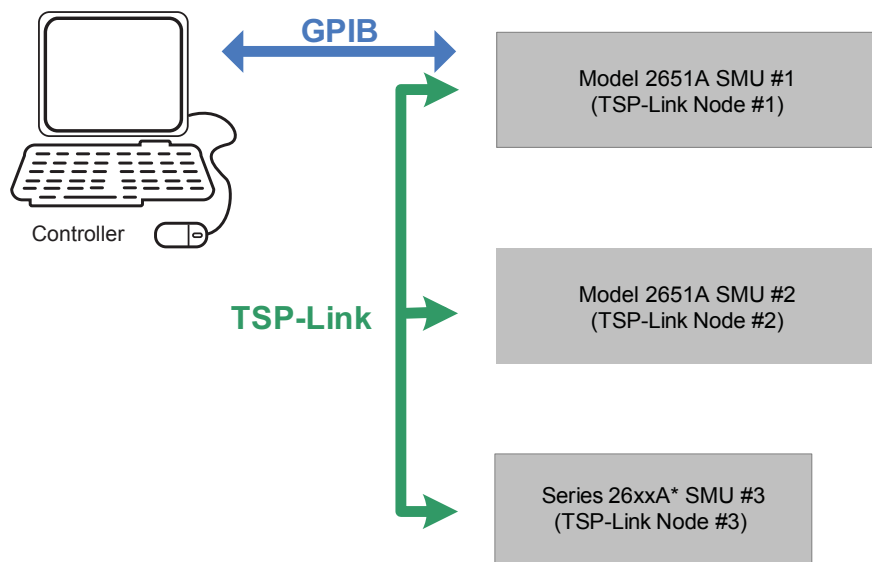 GPIB
Model 2651A SMU #1
(TSP-Link Node #1)
Controller
Model 2651A SMU #2
(TSP-Link Node #2)
TSP-Link
Series 26xxA* SMU #3
(TSP-Link Node #3)